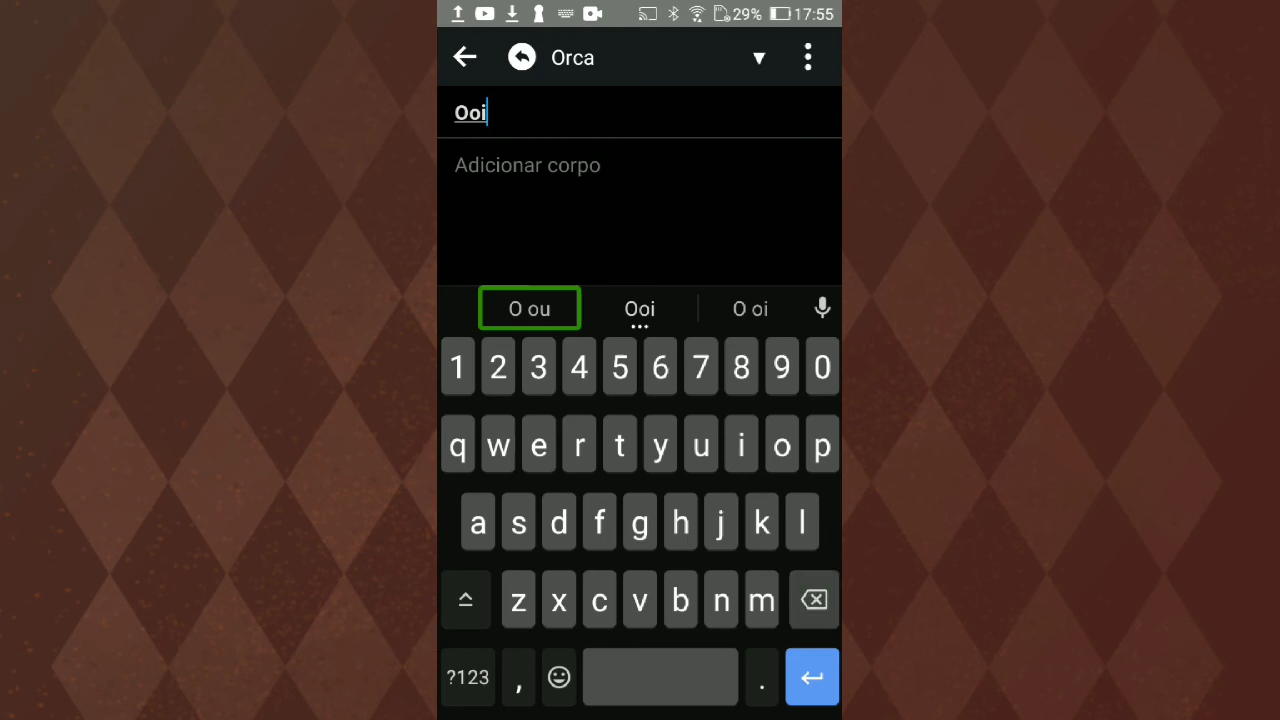 29% 17:55
Orca
Ooi
Adicionar corpo
O ou Ooi O oi
1 2 3 4 5 6 7 8 9 0
q w e r t y u i o p
a s d f g h j k l
z x c v b n m
?123 , .